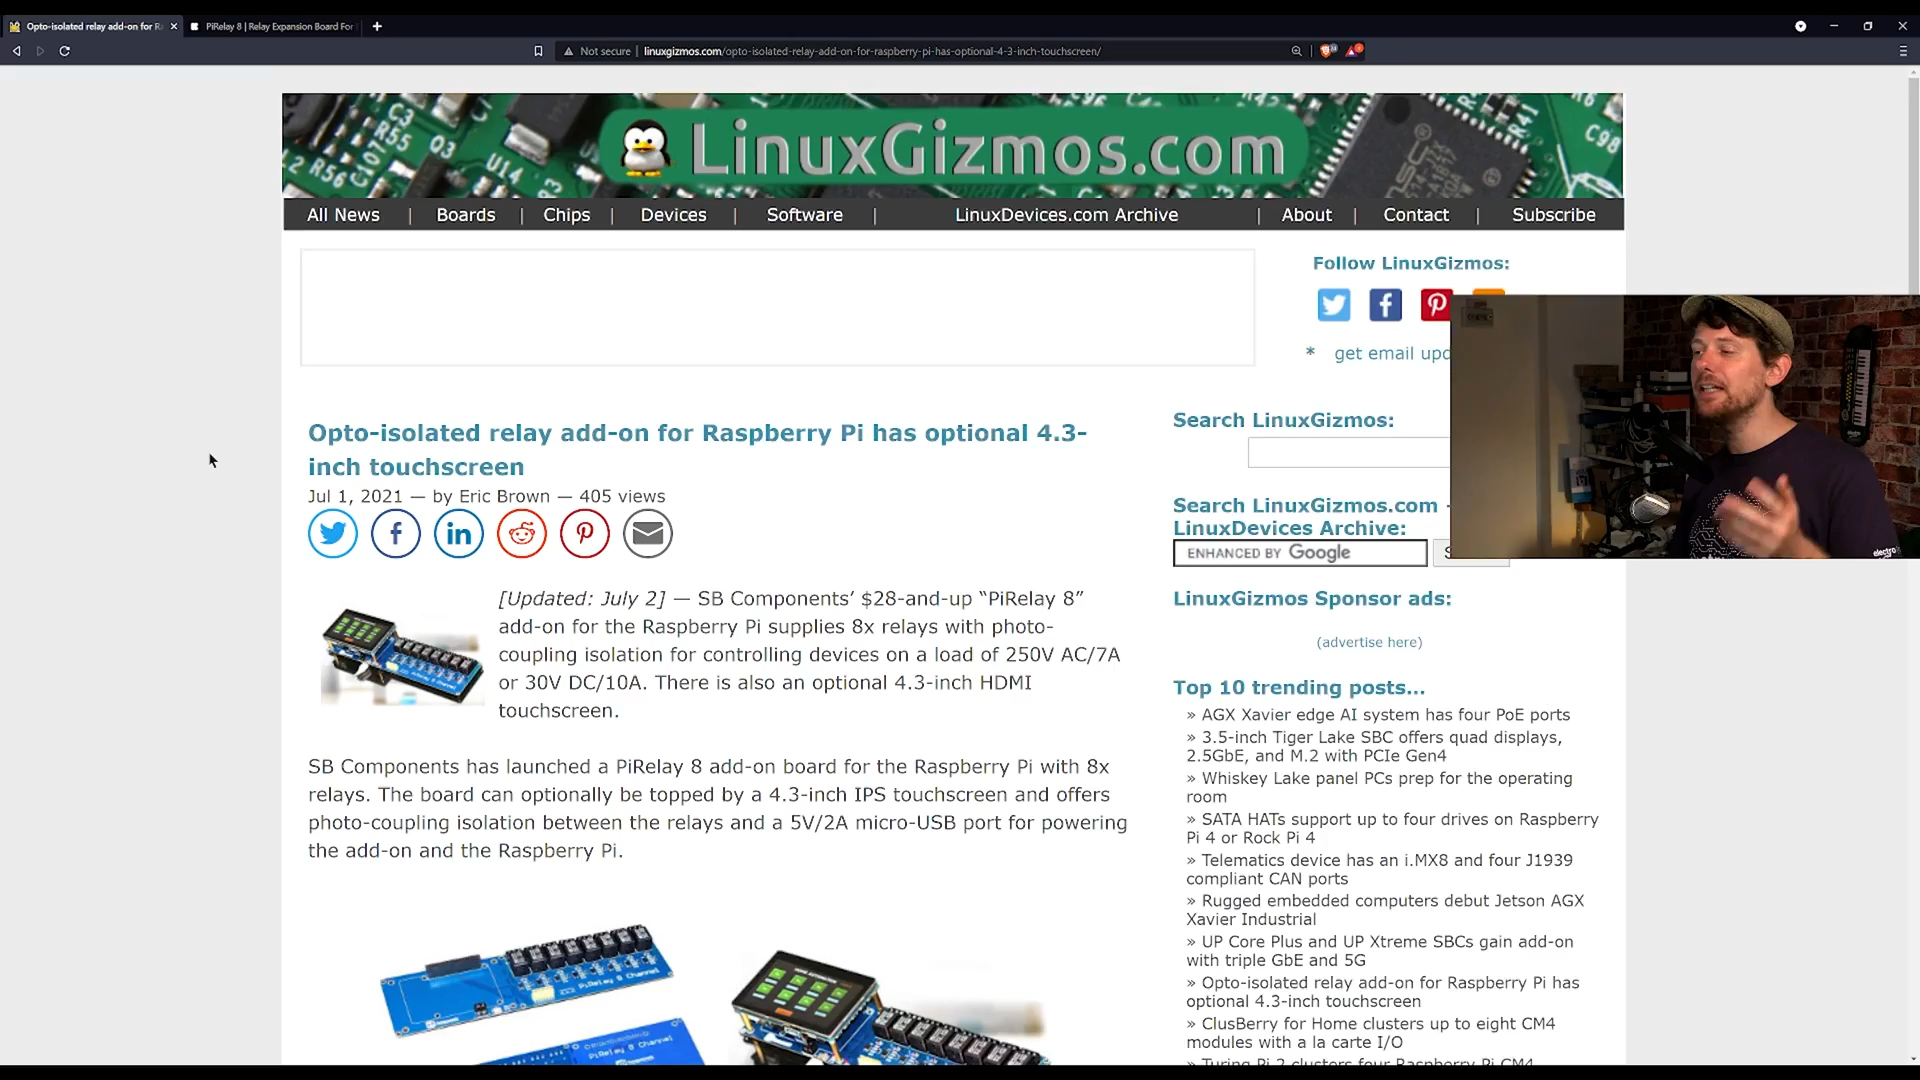 Opto-isolated relay add-on for Ra
PiRelay 8 | Relay Expansion Board For
Not secure | linuxgizmos.com/opto-isolated-relay-add-on-for-raspberry-pi-has-optional-4-3-inch-touchscreen/
LinuxGizmos.com
All News | Boards | Chips | Devices | Software | LinuxDevices.com Archive | About | Contact | Subscribe
Follow LinuxGizmos:
* get email upd
Opto-isolated relay add-on for Raspberry Pi has optional 4.3-
inch touchscreen
Jul 1, 2021 — by Eric Brown — 405 views
[Updated: July 2] — SB Components’ $28-and-up “PiRelay 8”
add-on for the Raspberry Pi supplies 8x relays with photo-
coupling isolation for controlling devices on a load of 250V AC/7A
or 30V DC/10A. There is also an optional 4.3-inch HDMI
touchscreen.
SB Components has launched a PiRelay 8 add-on board for the Raspberry Pi with 8x
relays. The board can optionally be topped by a 4.3-inch IPS touchscreen and offers
photo-coupling isolation between the relays and a 5V/2A micro-USB port for powering
the add-on and the Raspberry Pi.
PiRelay 8 Channel
PiRelay 8 Channel
Search LinuxGizmos:
Search LinuxGizmos.com
LinuxDevices Archive:
ENHANCED BY Google
LinuxGizmos Sponsor ads:
(advertise here)
Top 10 trending posts...
» AGX Xavier edge AI system has four PoE ports
» 3.5-inch Tiger Lake SBC offers quad displays,
2.5GbE, and M.2 with PCIe Gen4
» Whiskey Lake panel PCs prep for the operating
room
» SATA HATs support up to four drives on Raspberry
Pi 4 or Rock Pi 4
» Telematics device has an i.MX8 and four J1939
compliant CAN ports
» Rugged embedded computers debut Jetson AGX
Xavier Industrial
» UP Core Plus and UP Xtreme SBCs gain add-on
with triple GbE and 5G
» Opto-isolated relay add-on for Raspberry Pi has
optional 4.3-inch touchscreen
» ClusBerry for Home clusters up to eight CM4
modules with a la carte I/O
» Turing Pi 2 clusters four Raspberry Pi CM4
electro